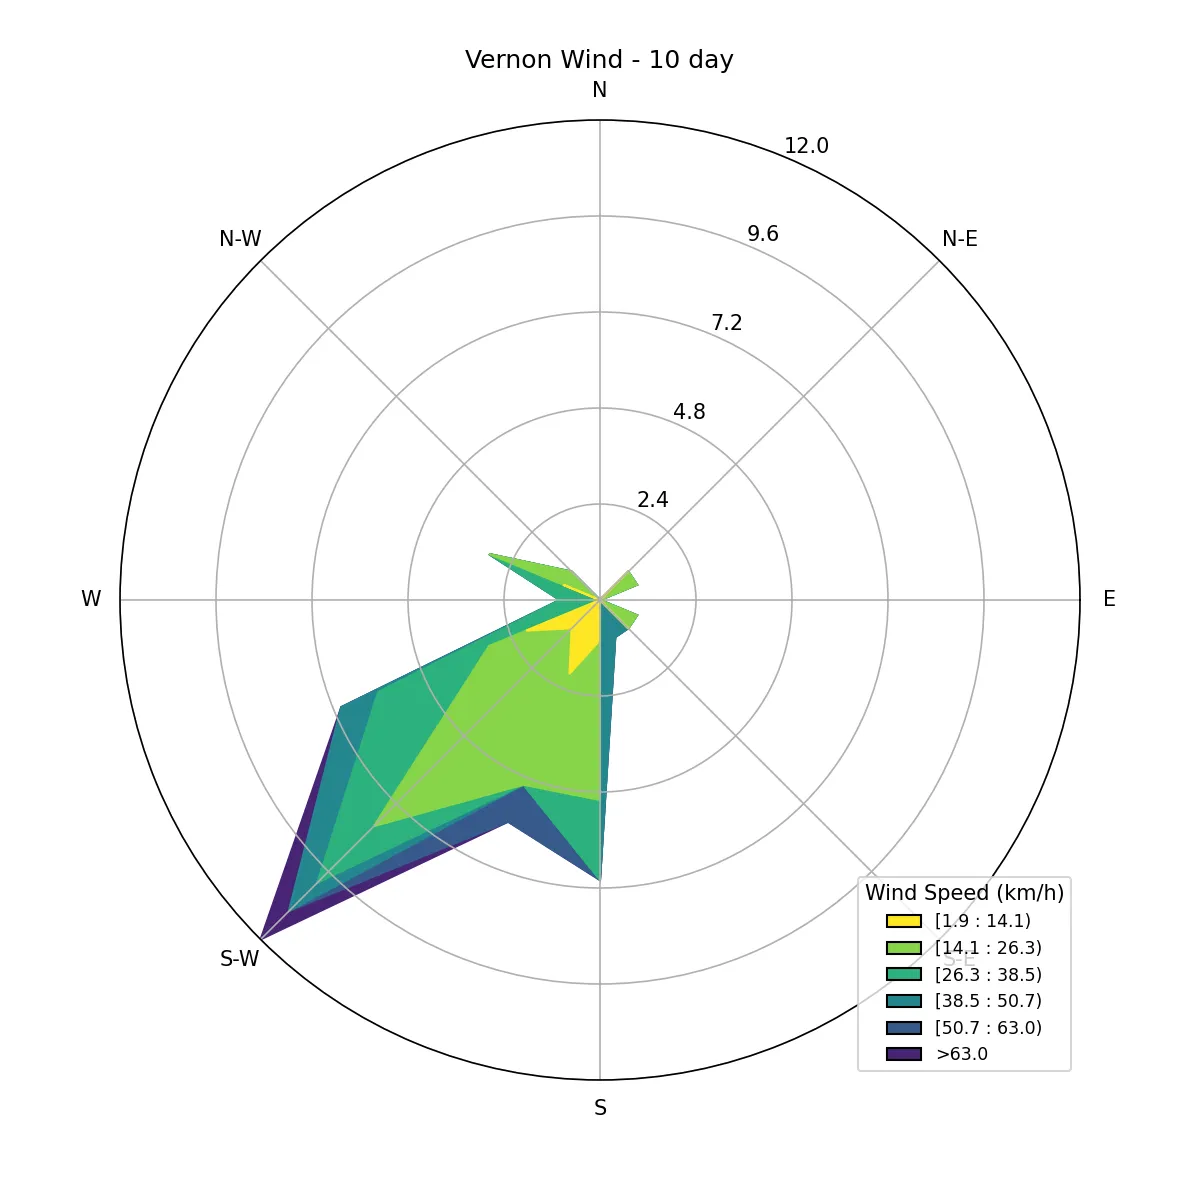 Vernon Wind - 10 day
N
12.0
N-W
9.6
N-E
7.2
4.8
2.4
W
E
Wind Speed (km/h)
[1.9 : 14.1)
[14.1 : 26.3)
S-W
S-E
[26.3 : 38.5)
[38.5 : 50.7)
[50.7 : 63.0)
>63.0
S